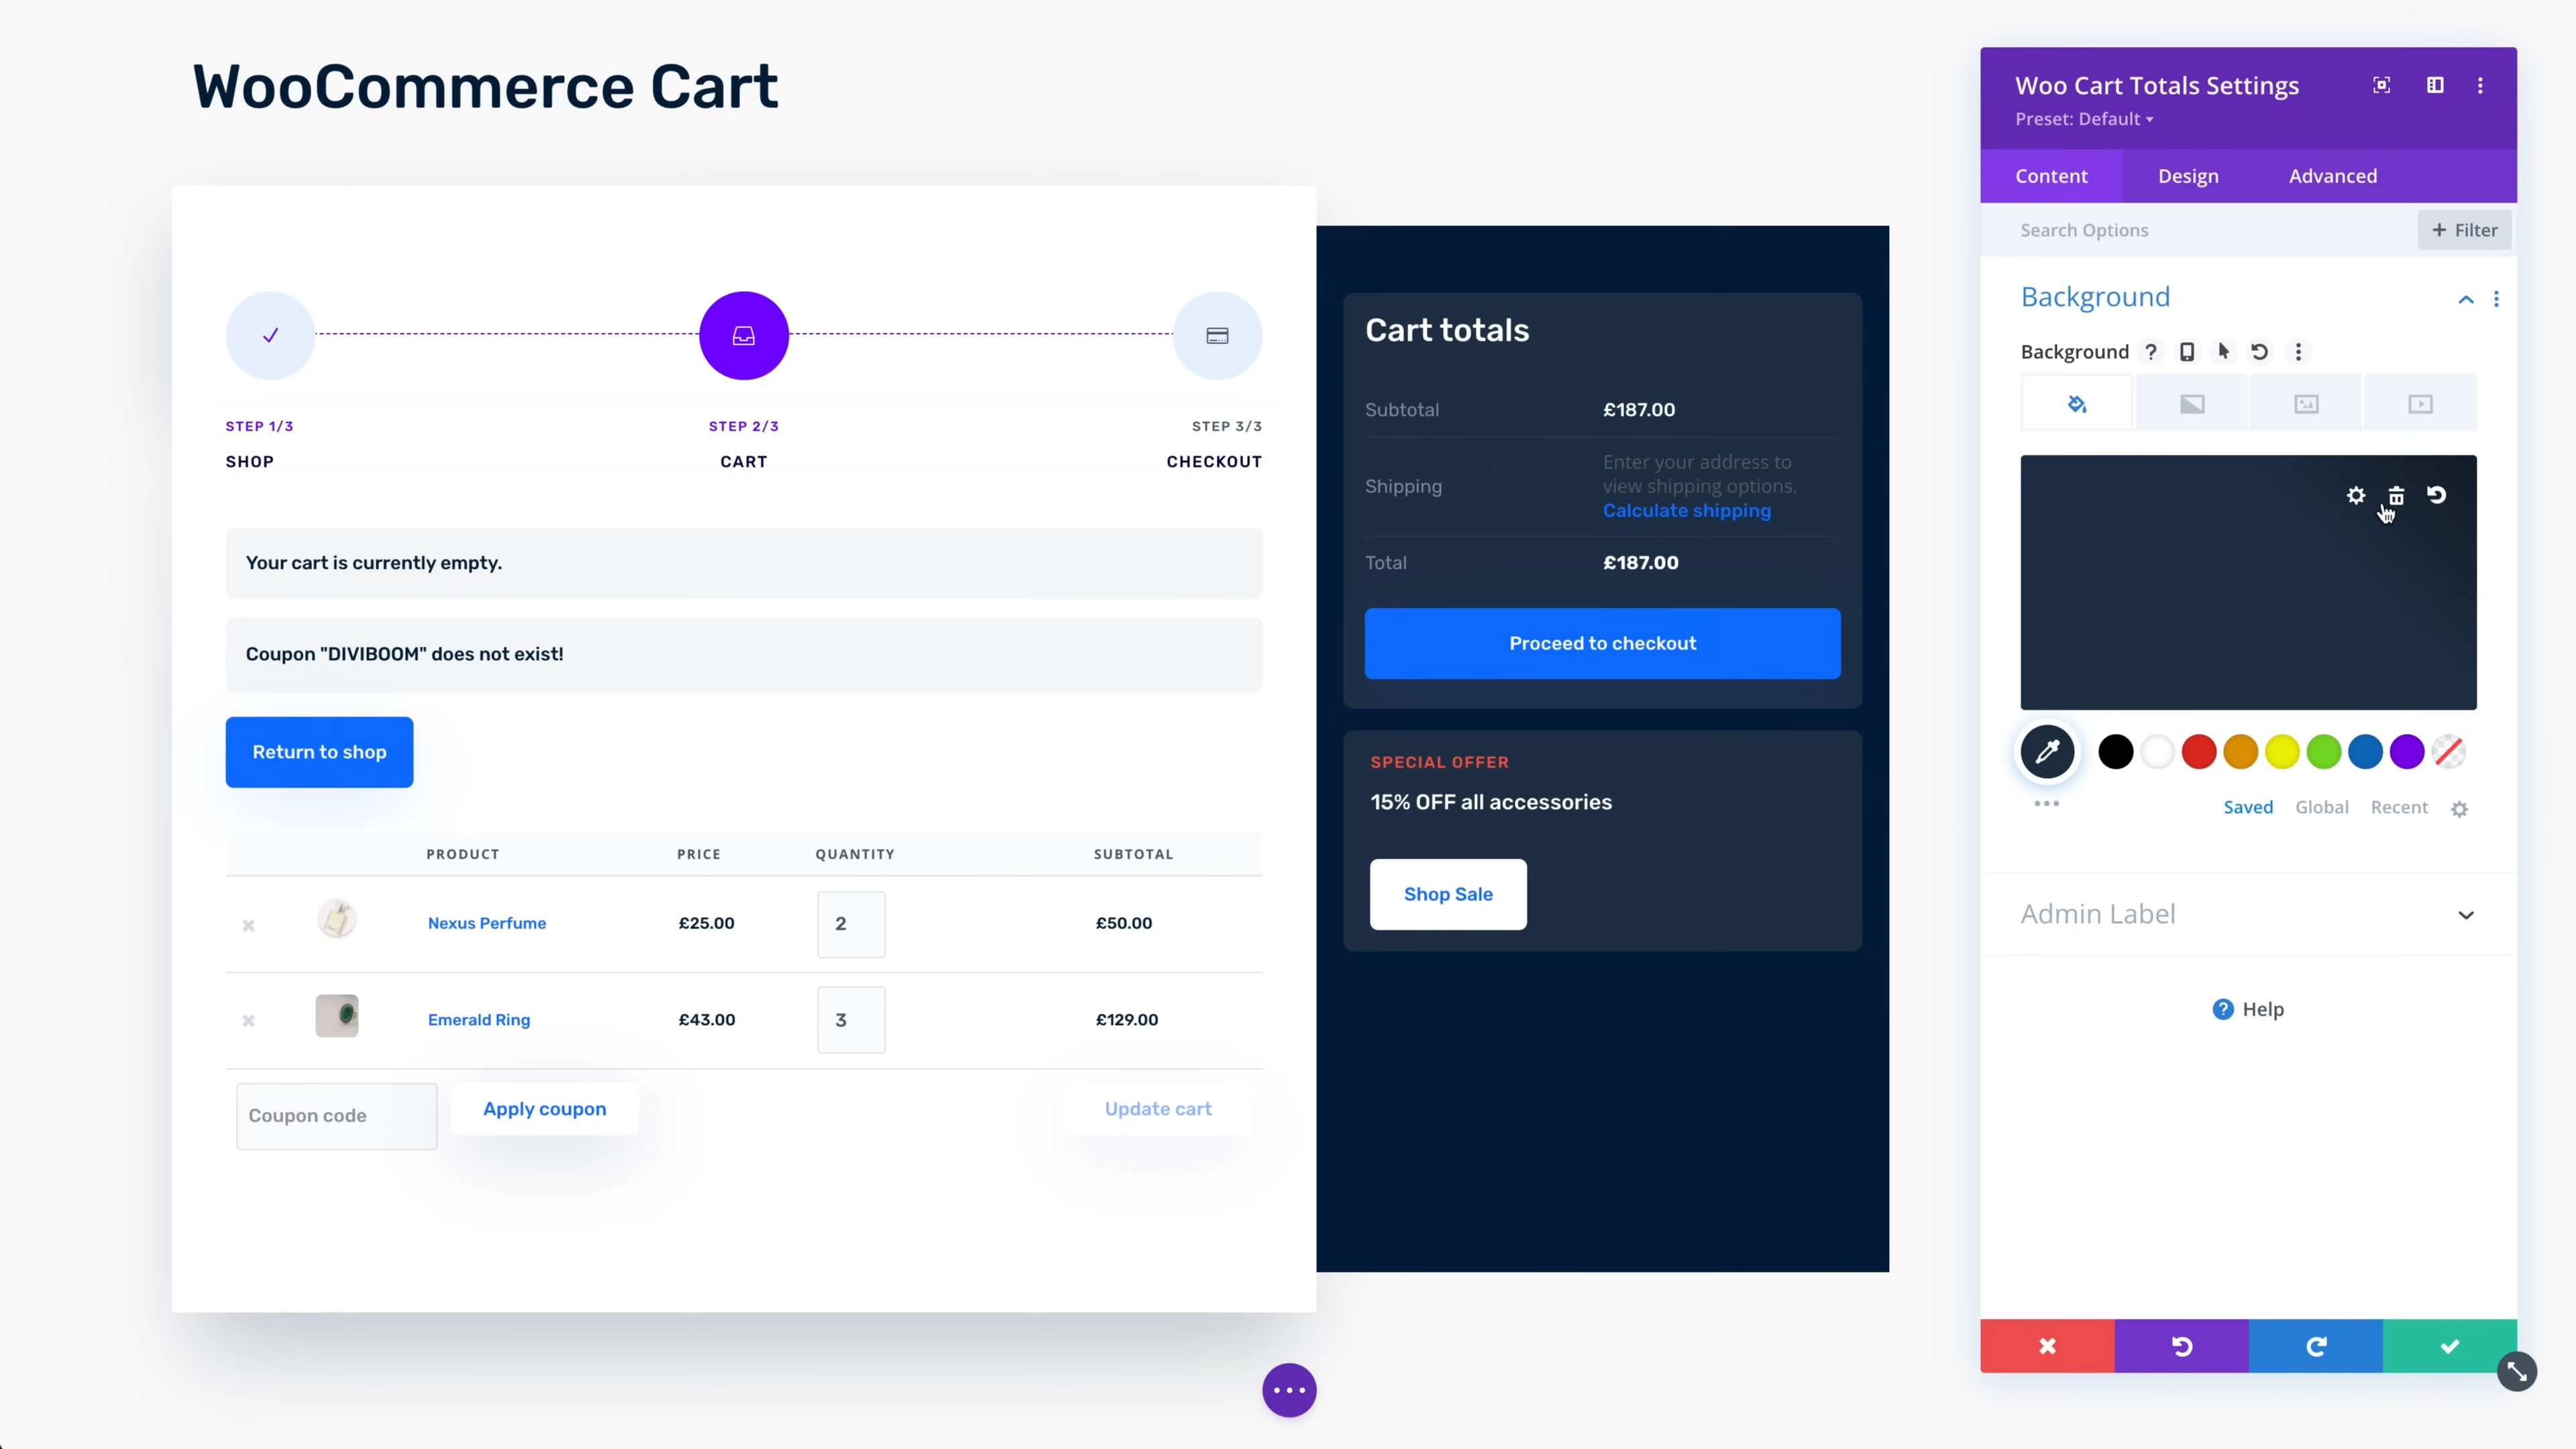 WooCommerce Cart
STEP 1/3
SHOP
STEP 2/3
CART
STEP 3/3
CHECKOUT
Your cart is currently empty.
Coupon "DIVIBOOM" does not exist!
Return to shop
PRODUCT PRICE QUANTITY SUBTOTAL
Nexus Perfume £25.00 2 £50.00
Emerald Ring £43.00 3 £129.00
Coupon code Apply coupon Update cart
Cart totals
Subtotal £187.00
Shipping Enter your address to
view shipping options.
Calculate shipping
Total £187.00
Proceed to checkout
SPECIAL OFFER
15% OFF all accessories
Shop Sale
Woo Cart Totals Settings
Preset: Default
Content Design Advanced
Search Options + Filter
Background
Background ?
Saved Global Recent
Admin Label
? Help